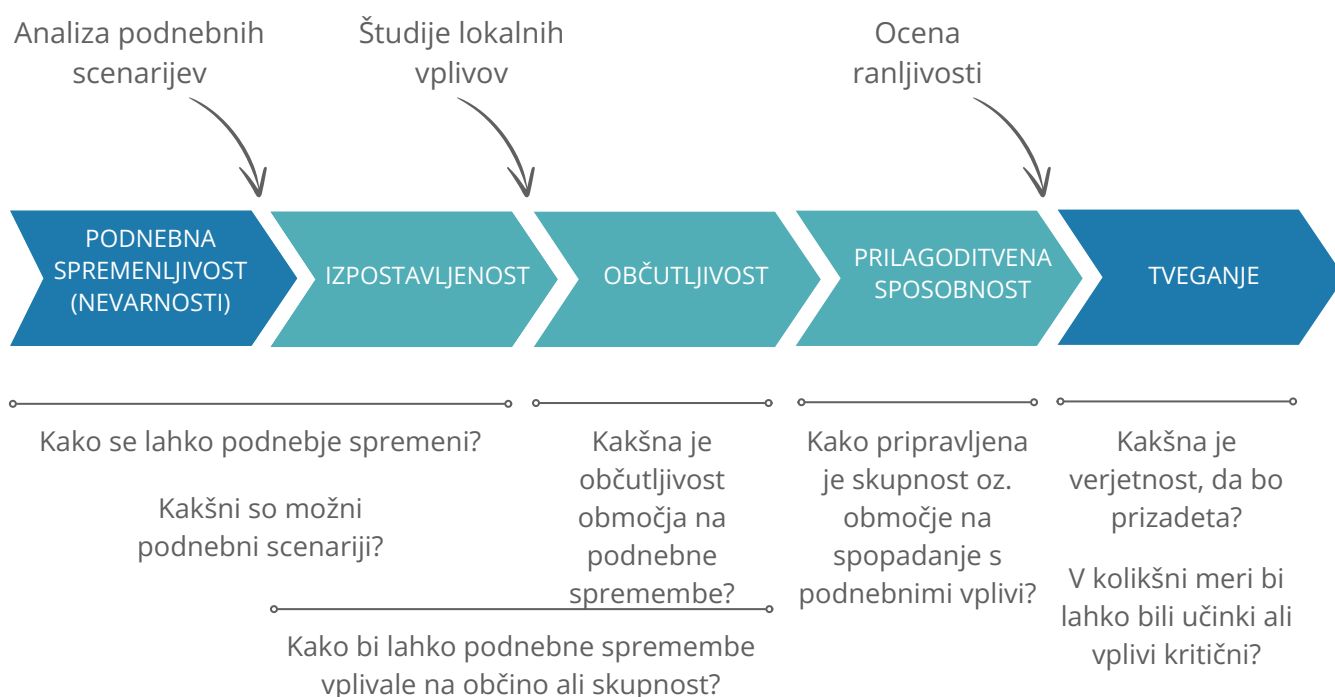 Analiza podnebnih
scenarijev
Študije lokalnih
vplivov
Ocena
ranljivosti
PODNEBNA
SPREMENLJIVOST
(NEVARNOSTI)
IZPOSTAVLJENOST
OBČUTLJIVOST
PRILAGODITVENA
SPOSOBNOST
TVEGANJE
Kako se lahko podnebje spremeni?
Kakšni so možni
podnebni scenariji?
Kakšna je
občutljivost
območja na
podnebne
spremembe?
Kako bi lahko podnebne spremembe
vplivale na občino ali skupnost?
Kako pripravljena
je skupnost oz.
območje na
spopadanje s
podnebnimi vplivi?
Kakšna je
verjetnost, da bo
prizadeta?
V kolikšni meri bi
lahko bili učinki ali
vplivi kritični?